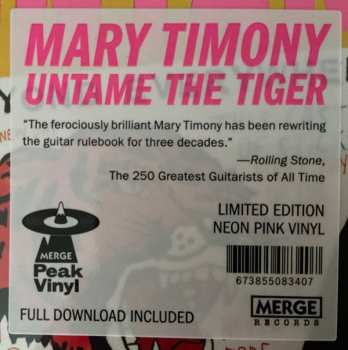 MARY TIMONY
UNTAME THE TIGER
“The ferociously brilliant Mary Timony has been rewriting
the guitar rulebook for three decades.”
—Rolling Stone,
The 250 Greatest Guitarists of All Time
LIMITED EDITION
NEON PINK VINYL
MERGE
Peak
Vinyl
673855083407
FULL DOWNLOAD INCLUDED
MERGE
RECORDS